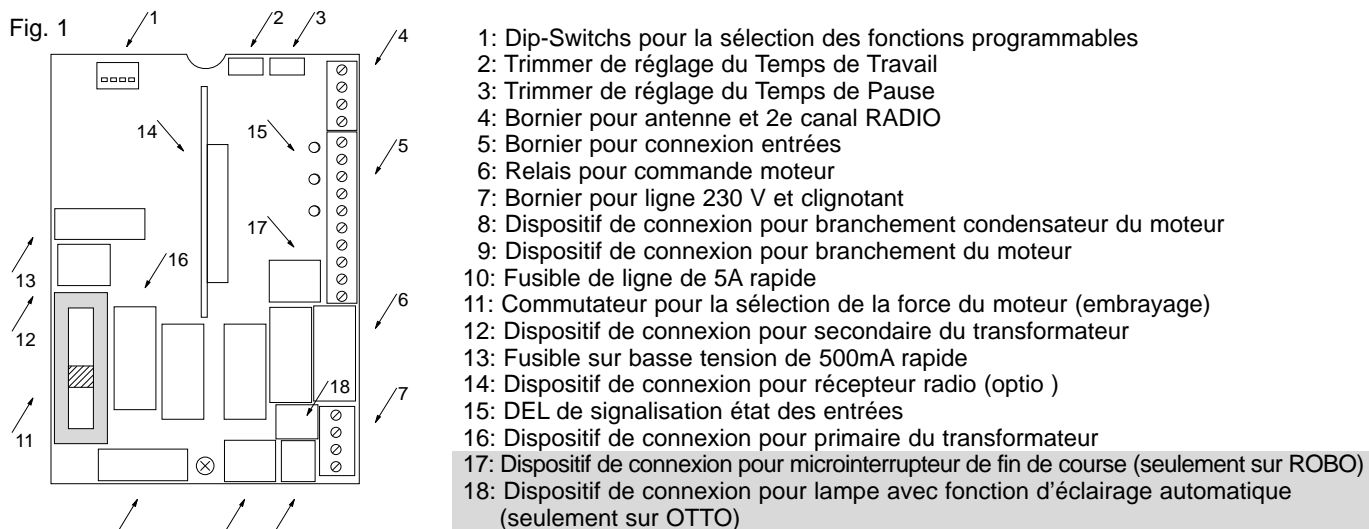 Fig. 1
1
2
3
4
14
15
5
17
13
16
6
12
18
7
11
1: Dip-Switchs pour la sélection des fonctions programmables
2: Trimmer de réglage du Temps de Travail
3: Trimmer de réglage du Temps de Pause
4: Bornier pour antenne et 2e canal RADIO
5: Bornier pour connexion entrées
6: Relais pour commande moteur
7: Bornier pour ligne 230 V et clignotant
8: Dispositif de connexion pour branchement condensateur du moteur
9: Dispositif de connexion pour branchement du moteur
10: Fusible de ligne de 5A rapide
11: Commutateur pour la sélection de la force du moteur (embrayage)
12: Dispositif de connexion pour secondaire du transformateur
13: Fusible sur basse tension de 500mA rapide
14: Dispositif de connexion pour récepteur radio (optio )
15: DEL de signalisation état des entrées
16: Dispositif de connexion pour primaire du transformateur
17: Dispositif de connexion pour microinterrupteur de fin de course (seulement sur ROBO)
18: Dispositif de connexion pour lampe avec fonction d'éclairage automatique
(seulement sur OTTO)